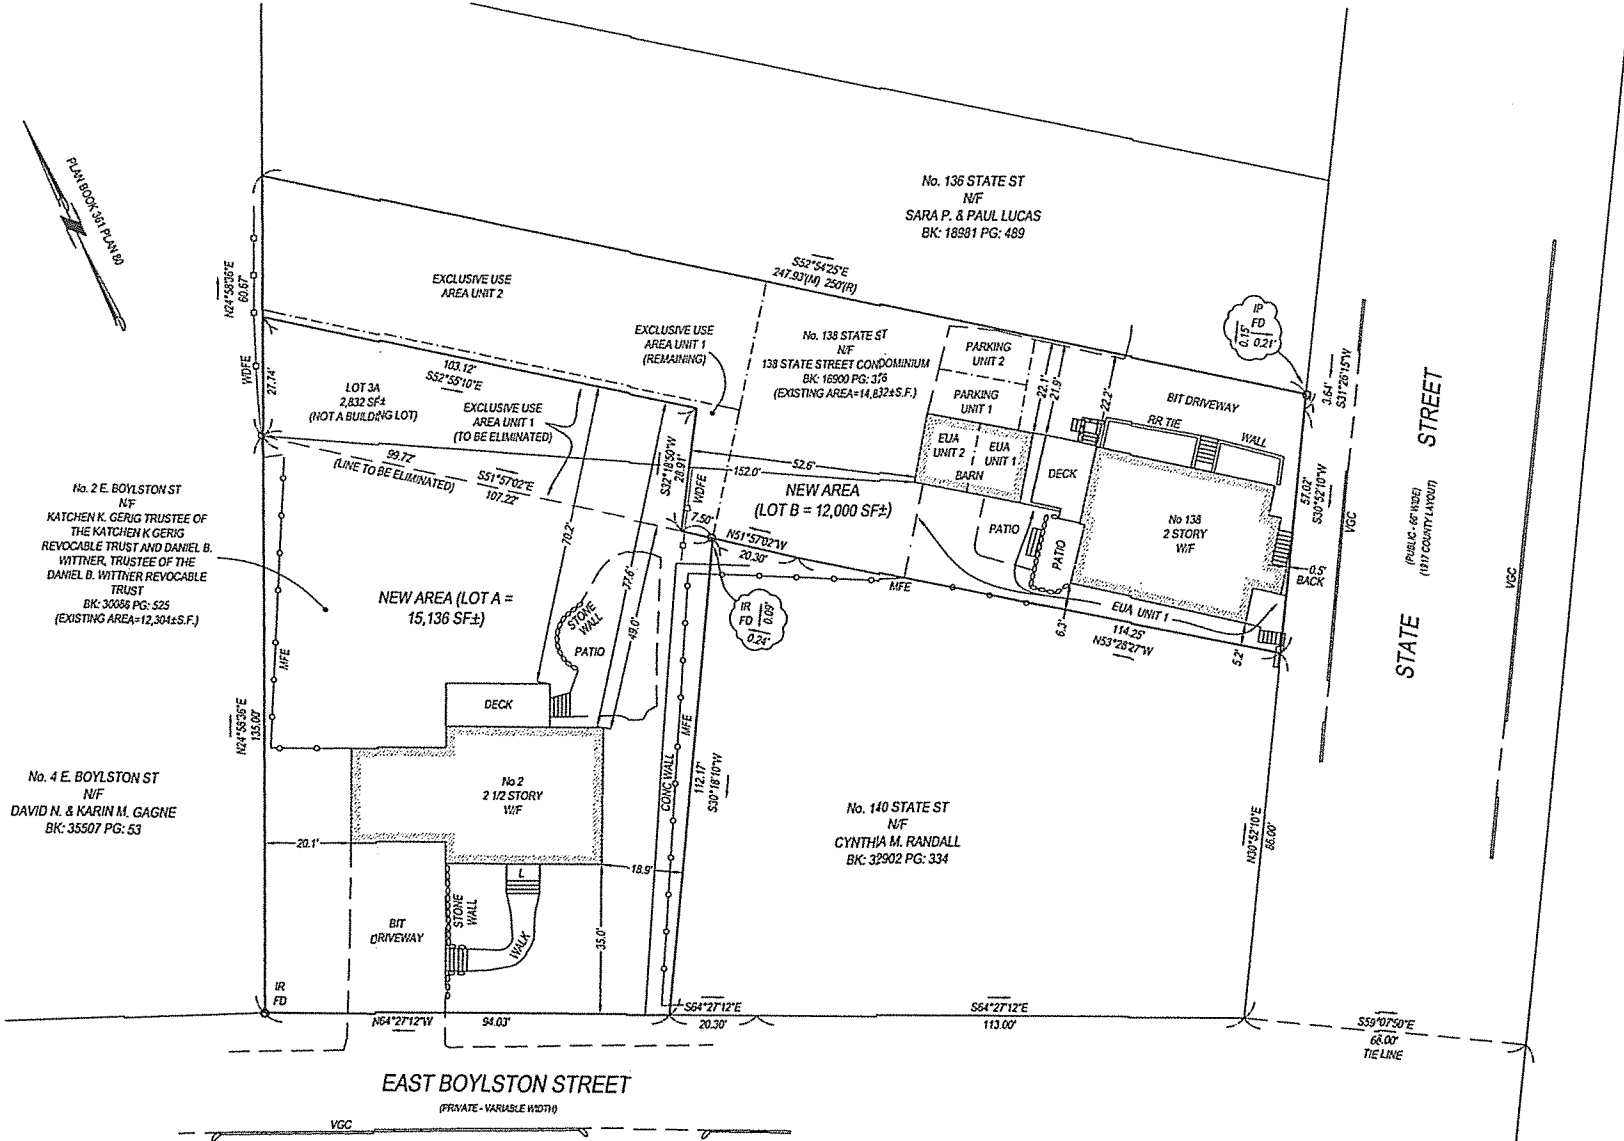 PLAN BOOK 361 PLAN 80
No. 136 STATE ST
N/F
SARA P. & PAUL LUCAS
BK: 18981 PG: 489
S52°54'25"E
247.93'(M) 250'(R)
EXCLUSIVE USE
AREA UNIT 2
N24°58'36"E
60.67'
WDFE
27.74'
103.12'
S52°55'10"E
LOT 3A
2,832 SF±
(NOT A BUILDING LOT)
EXCLUSIVE USE
AREA UNIT 1
(TO BE ELIMINATED)
EXCLUSIVE USE
AREA UNIT 1
(REMAINING)
No. 138 STATE ST
N/F
138 STATE STREET CONDOMINIUM
BK: 16900 PG: 376
(EXISTING AREA=14,832±S.F.)
PARKING
UNIT 2
PARKING
UNIT 1
22.1'
21.9'
22.2'
BIT DRIVEWAY
RR TIE
WALL
IP
FD
0.15'
0.21'
3.64'
S31°26'15"W
57.02'
S30°52'10"W
VGC
STATE STREET
(PUBLIC - 66' WIDE)
(1917 COUNTY LAYOUT)
VGC
EUA
UNIT 2
EUA
UNIT 1
BARN
DECK
No 138
2 STORY
W/F
0.5'
BACK
PATIO
PATIO
EUA UNIT 1
6.3'
5.2'
114.25'
N53°28'27"W
52.6'
152.0'
NEW AREA
(LOT B = 12,000 SF±)
S32°18'50"W
28.91'
WDFE
7.50'
N51°57'02"W
20.30'
MFE
IR
FD
0.09'
0.24'
99.72'
(LINE TO BE ELIMINATED)
S51°57'02"E
107.22'
No. 2 E. BOYLSTON ST
N/F
KATCHEN K. GERIG TRUSTEE OF
THE KATCHEN K GERIG
REVOCABLE TRUST AND DANIEL B.
WITTNER, TRUSTEE OF THE
DANIEL B. WITTNER REVOCABLE
TRUST
BK: 30086 PG: 525
(EXISTING AREA=12,304±S.F.)
NEW AREA (LOT A =
15,136 SF±)
70.2'
77.6'
49.0'
STONE
WALL
PATIO
DECK
MFE
N24°58'36"E
135.00'
No. 4 E. BOYLSTON ST
N/F
DAVID N. & KARIN M. GAGNE
BK: 35507 PG: 53
No 2
2 1/2 STORY
W/F
20.1'
18.9'
CONC WALL
MFE
112.17'
S30°18'10"W
No. 140 STATE ST
N/F
CYNTHIA M. RANDALL
BK: 32902 PG: 334
N30°52'10"E
86.00'
L
STONE
WALL
WALK
BIT
DRIVEWAY
35.0'
IR
FD
N64°27'12"W
94.03'
S64°27'12"E
20.30'
S64°27'12"E
113.00'
S59°07'50"E
66.00'
TIE LINE
EAST BOYLSTON STREET
(PRIVATE - VARIABLE WIDTH)
VGC